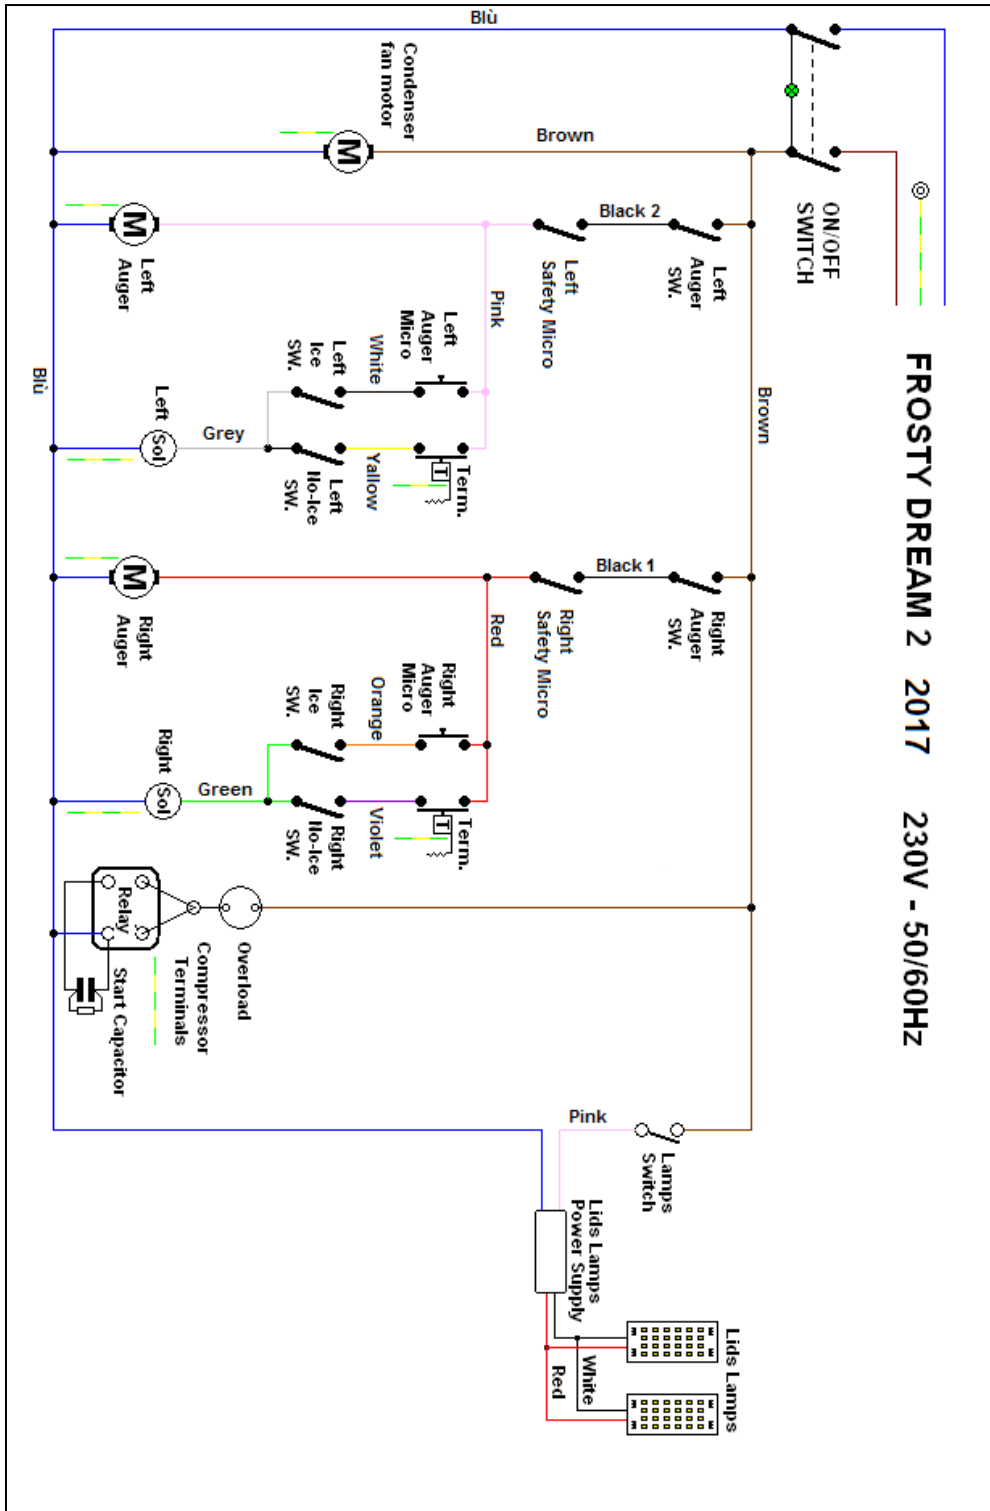 Blù
Condenser
fan motor
Brown
ON/OFF
SWITCH
M
Black 2
M
Left
Auger
Left
Safety Micro
Left
Auger
SW.
Pink
Left
Auger
Micro
White
Left
Ice
SW.
Blù
Brown
Left
Sol
Grey
Left
No-Ice
SW.
Yallow
T
Term.
FROSTY DREAM 2 2017 230V - 50/60Hz
M
Right
Auger
Black 1
Right
Safety Micro
Right
Auger
SW.
Red
Right
Auger
Micro
Orange
Right
Ice
SW.
Right
Sol
Green
Right
No-Ice
SW.
Violet
T
Term.
Relay
Overload
Compressor
Terminals
Start Capacitor
Pink
Lamps
Switch
Lids Lamps
Power Supply
Lids Lamps
White
Red